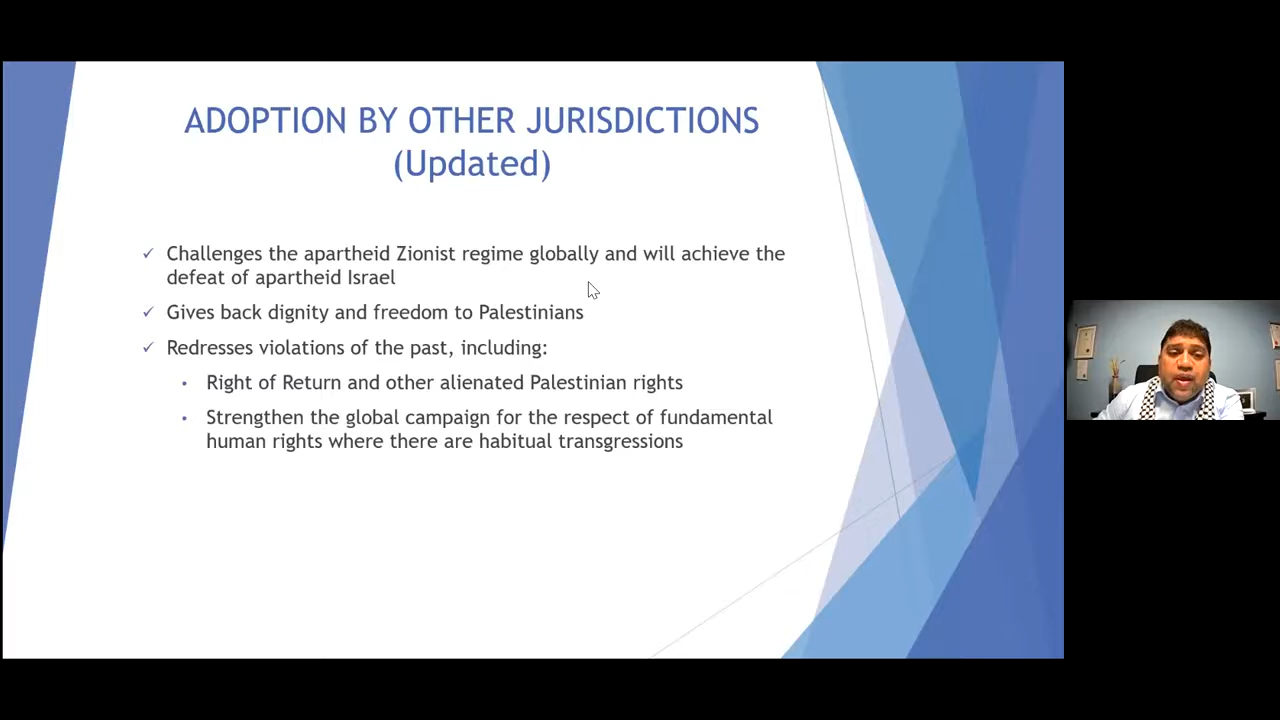 ADOPTION BY OTHER JURISDICTIONS
(Updated)
✓ Challenges the apartheid Zionist regime globally and will achieve the
defeat of apartheid Israel
✓ Gives back dignity and freedom to Palestinians
✓ Redresses violations of the past, including:
• Right of Return and other alienated Palestinian rights
• Strengthen the global campaign for the respect of fundamental
human rights where there are habitual transgressions